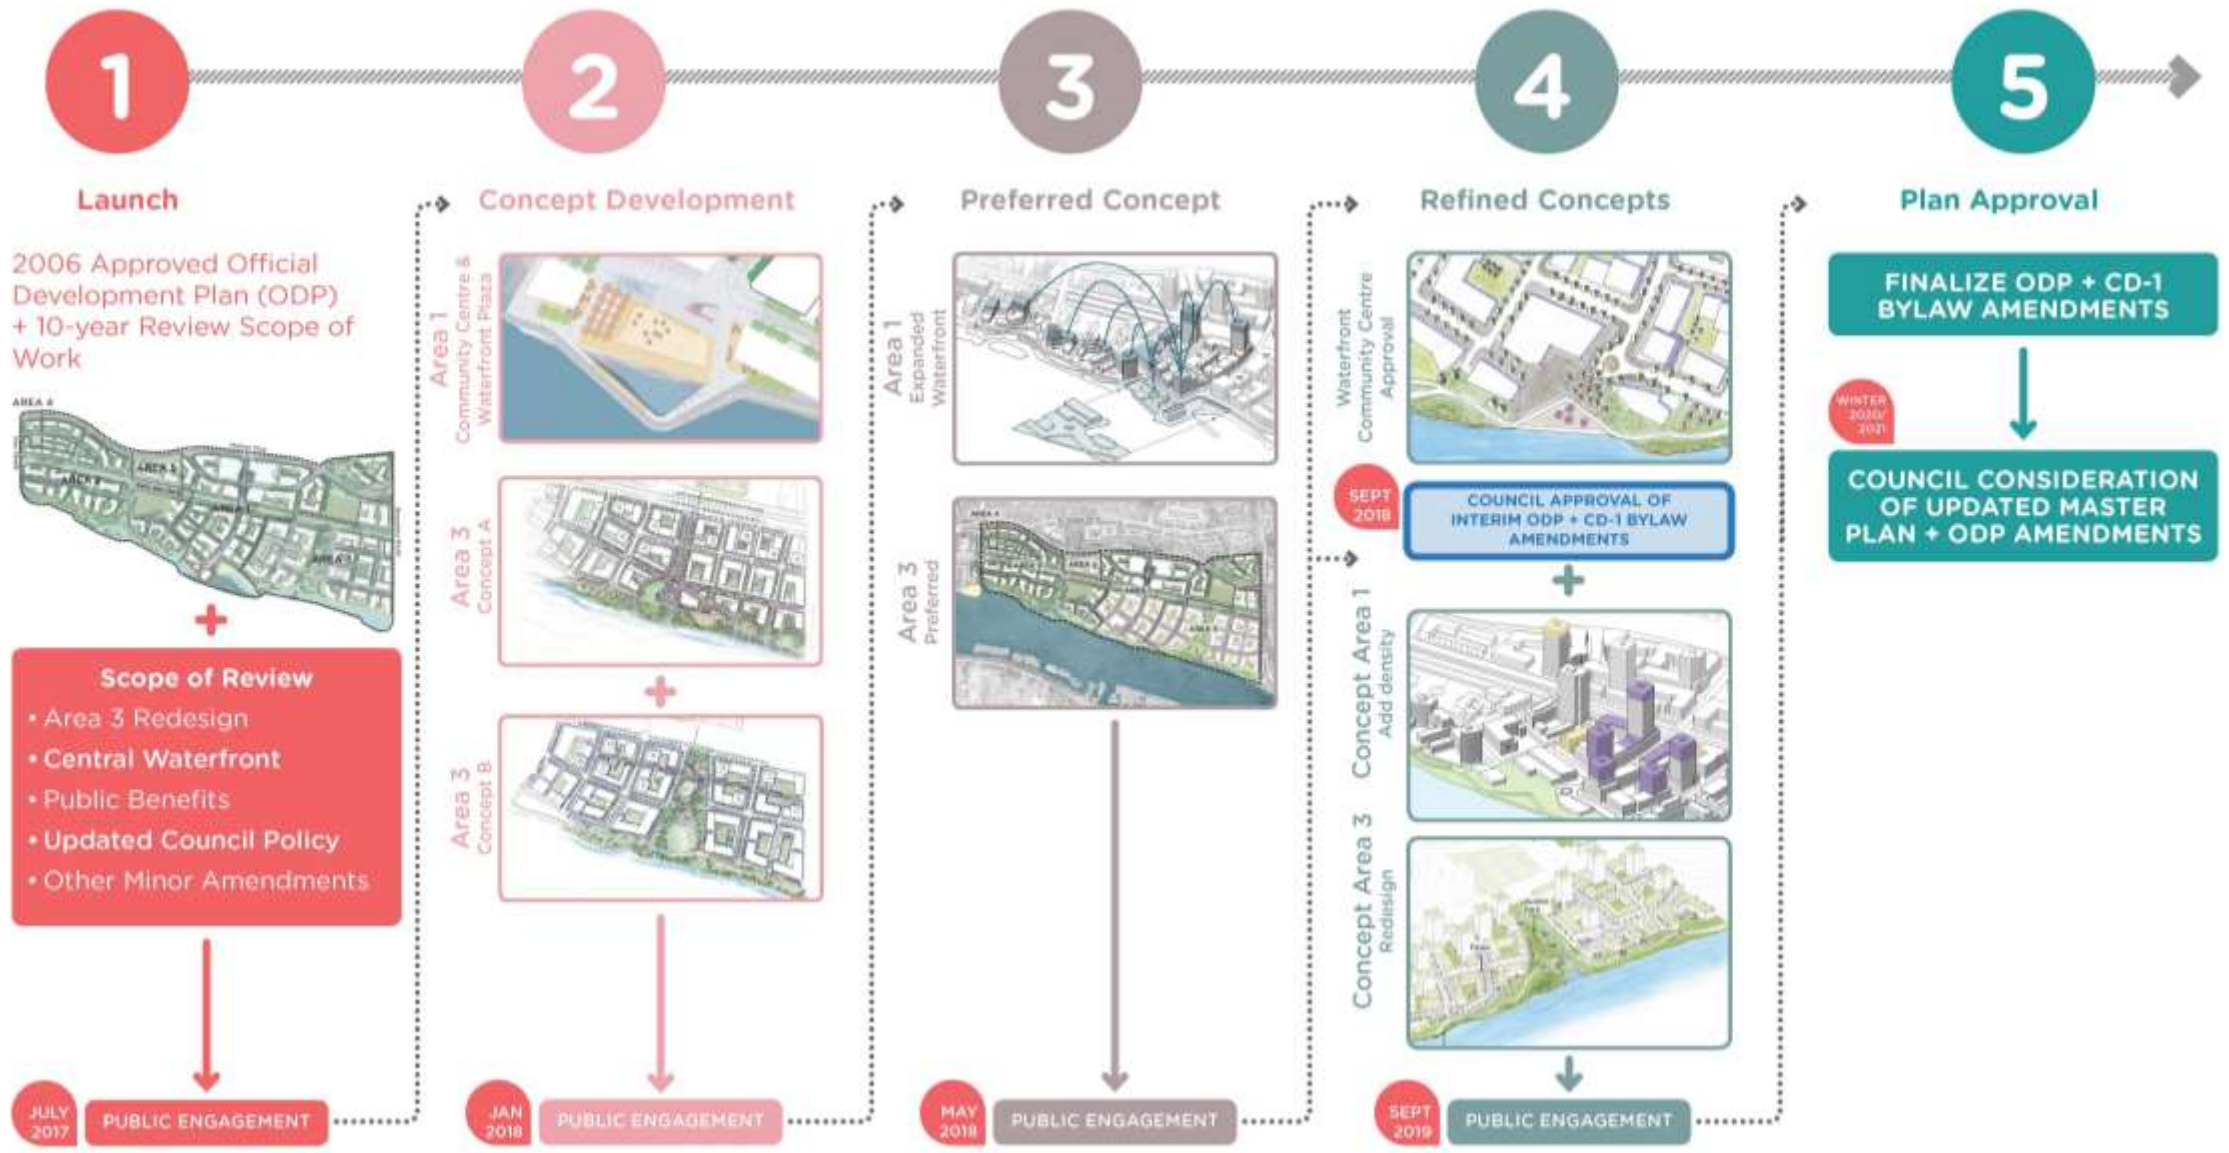 1
2
3
4
5
Launch
2006 Approved Official
Development Plan (ODP)
+ 10-year Review Scope of
Work
AREA 3
+
Scope of Review
• Area 3 Redesign
• Central Waterfront
• Public Benefits
• Updated Council Policy
• Other Minor Amendments
JULY
2017
PUBLIC ENGAGEMENT
Concept Development
Area 1
Community Centre &
Waterfront Plaza
Area 3
Concept A
+
Area 3
Concept B
JAN
2018
PUBLIC ENGAGEMENT
Preferred Concept
Area 1
Expanded
Waterfront
Area 3
Preferred
MAY
2018
PUBLIC ENGAGEMENT
Refined Concepts
Waterfront
Community Centre
Approval
SEPT
2018
COUNCIL APPROVAL OF
INTERIM ODP + CD-1 BYLAW
AMENDMENTS
+
Concept Area 1
Add density
Concept Area 3
Redesign
SEPT
2019
PUBLIC ENGAGEMENT
Plan Approval
FINALIZE ODP + CD-1
BYLAW AMENDMENTS
WINTER
2020/
2021
COUNCIL CONSIDERATION
OF UPDATED MASTER
PLAN + ODP AMENDMENTS